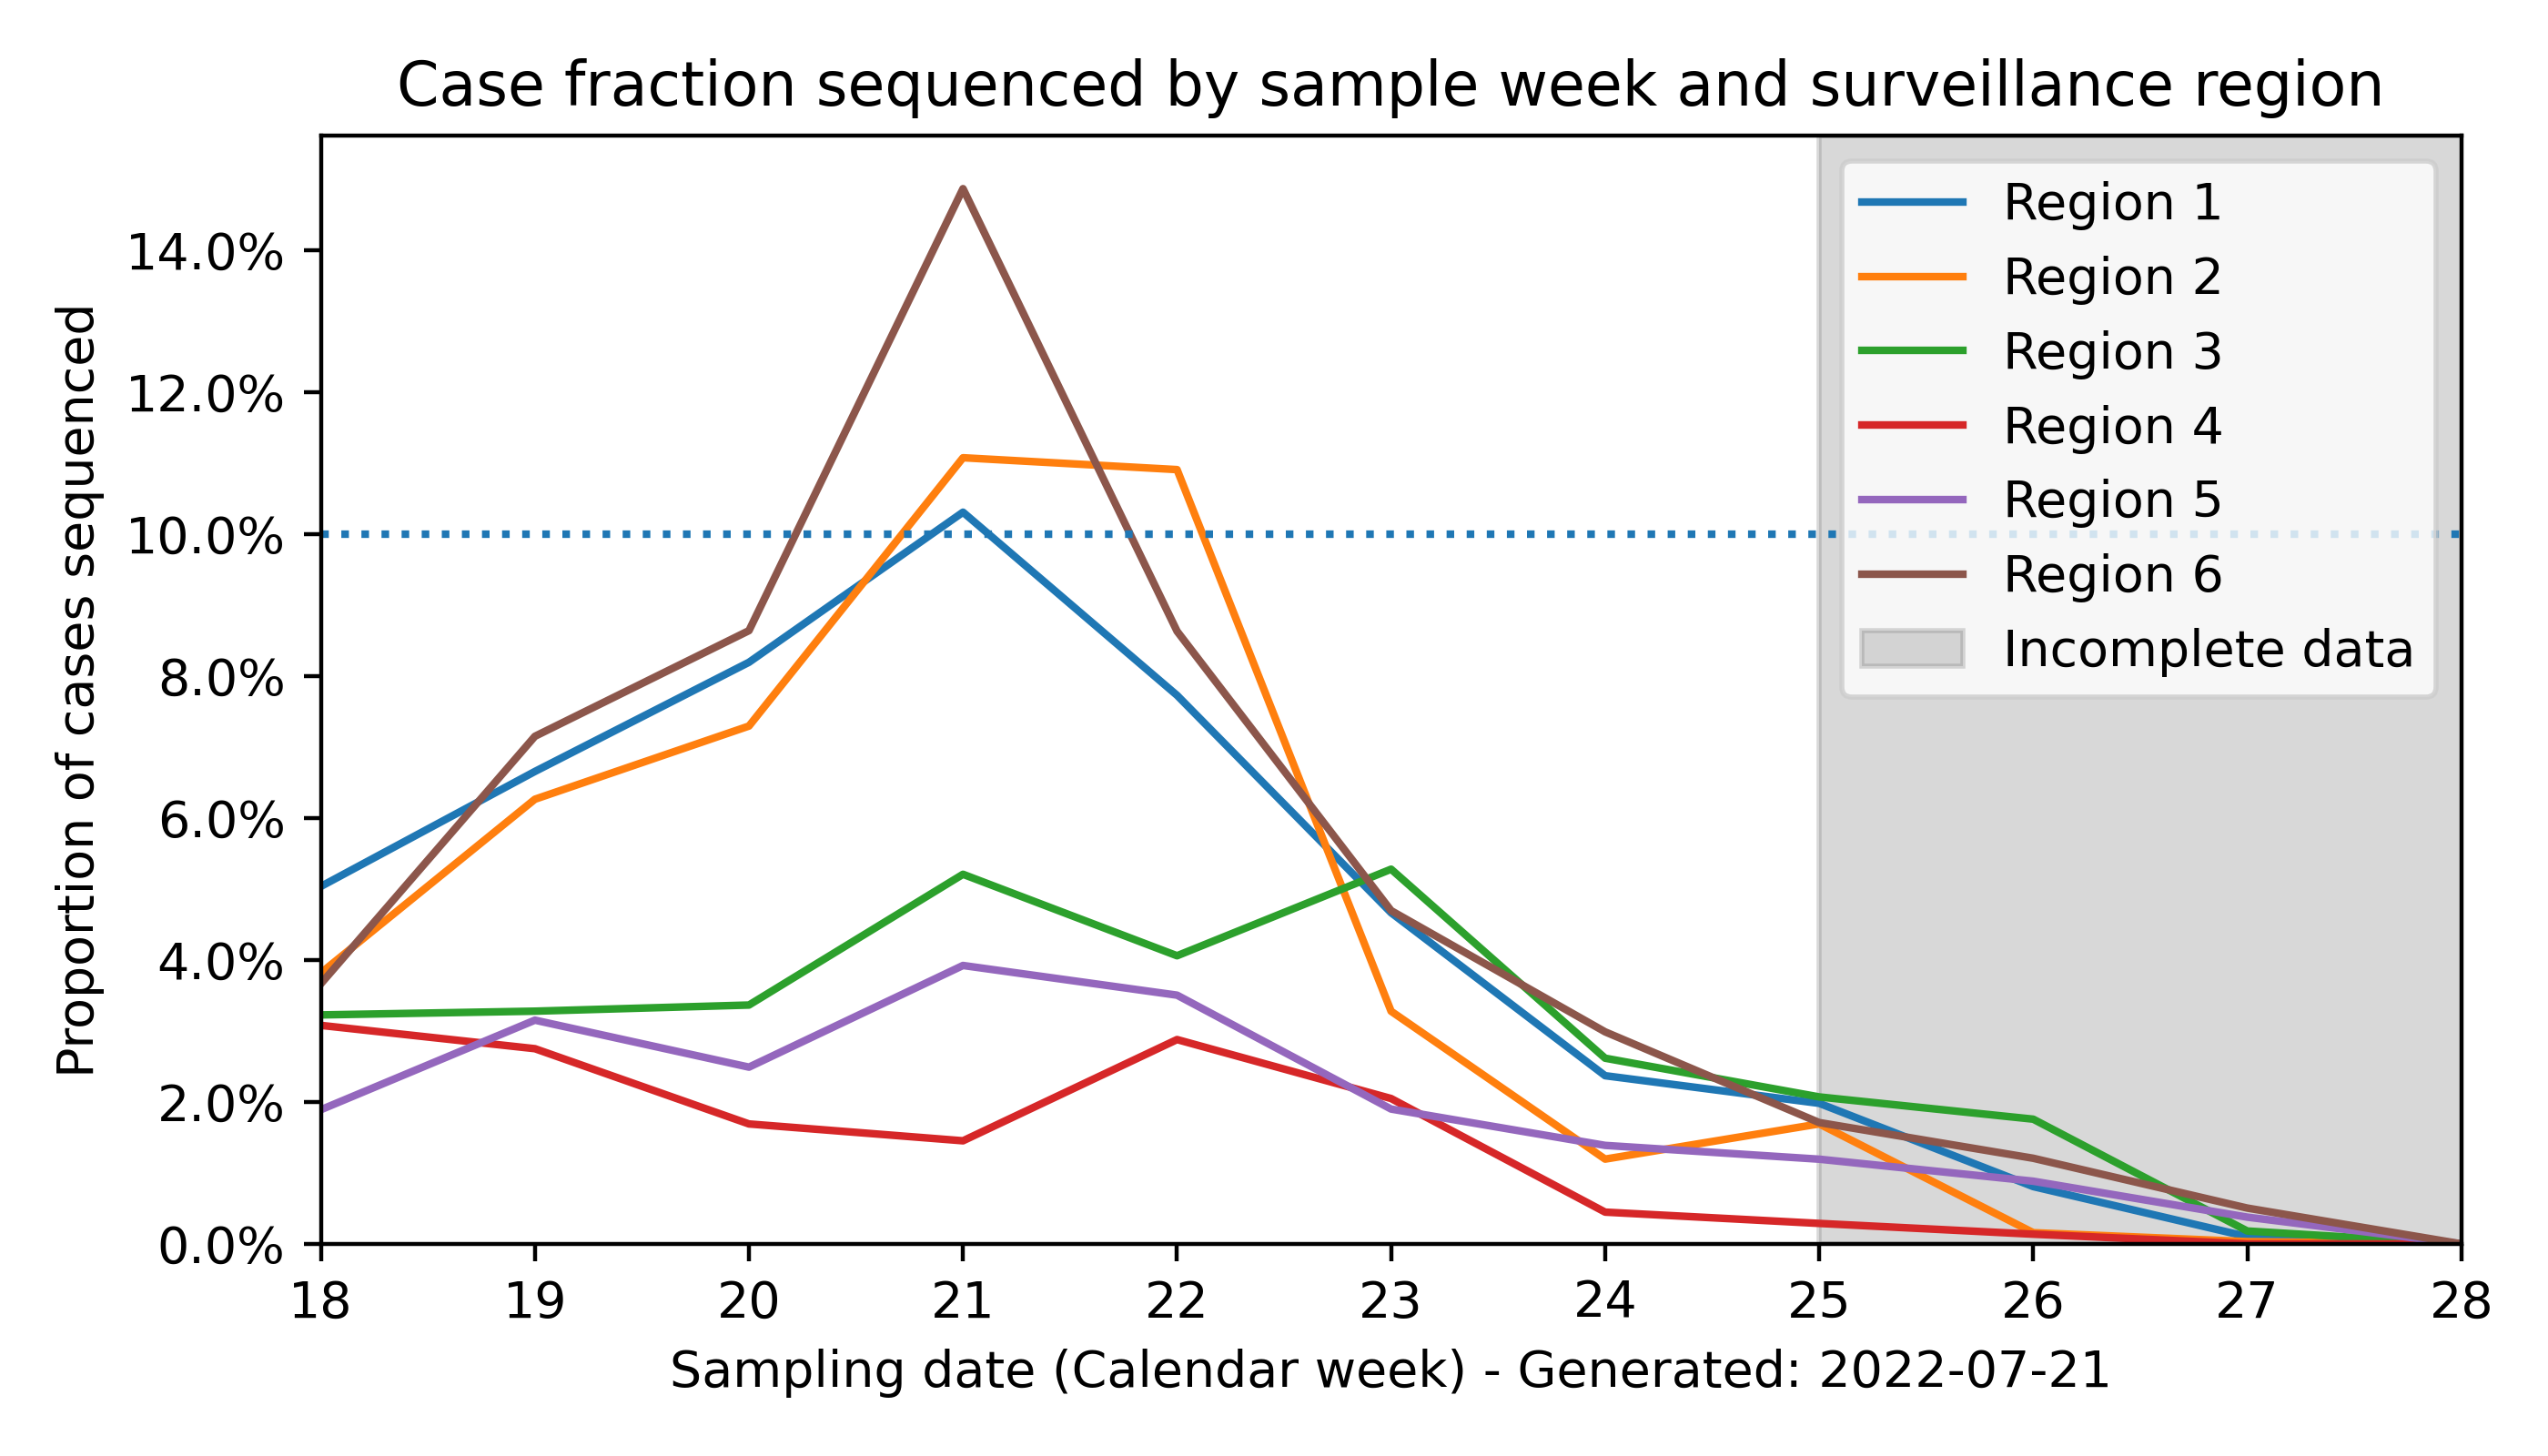 Case fraction sequenced by sample week and surveillance region
Proportion of cases sequenced
14.0%
12.0%
10.0%
8.0%
6.0%
4.0%
2.0%
0.0%
Region 1
Region 2
Region 3
Region 4
Region 5
Region 6
Incomplete data
18 19 20 21 22 23 24 25 26 27 28
Sampling date (Calendar week) - Generated: 2022-07-21